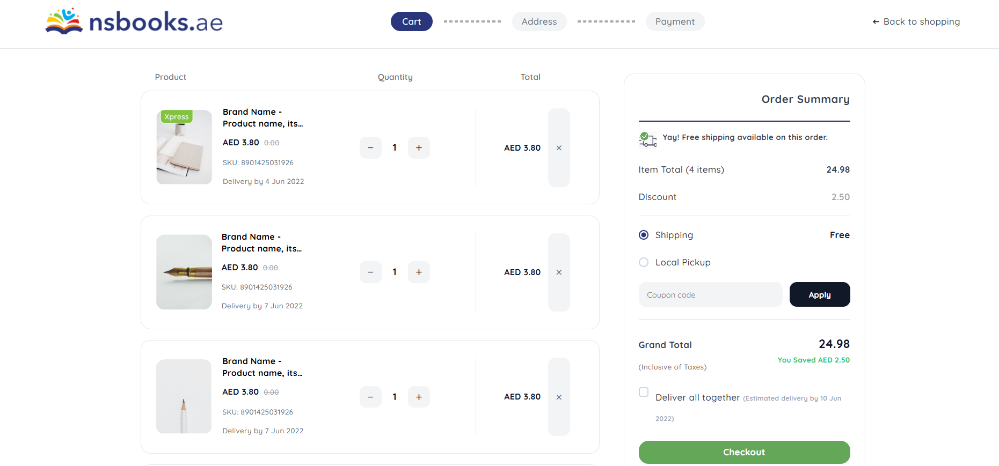 nsbooks.ae
Cart
Address
Payment
← Back to shopping
Product
Quantity
Total
Xpress
Brand Name -
Product name, its...
AED 3.80 0.00
SKU: 8901425031926
Delivery by 4 Jun 2022
− 1 +
AED 3.80
×
Brand Name -
Product name, its...
AED 3.80 0.00
SKU: 8901425031926
Delivery by 7 Jun 2022
− 1 +
AED 3.80
×
Brand Name -
Product name, its...
AED 3.80 0.00
SKU: 8901425031926
Delivery by 7 Jun 2022
− 1 +
AED 3.80
×
Order Summary
Yay! Free shipping available on this order.
Item Total (4 items) 24.98
Discount 2.50
Shipping Free
Local Pickup
Coupon code
Apply
Grand Total 24.98
You Saved AED 2.50
(Inclusive of Taxes)
Deliver all together (Estimated delivery by 10 Jun
2022)
Checkout